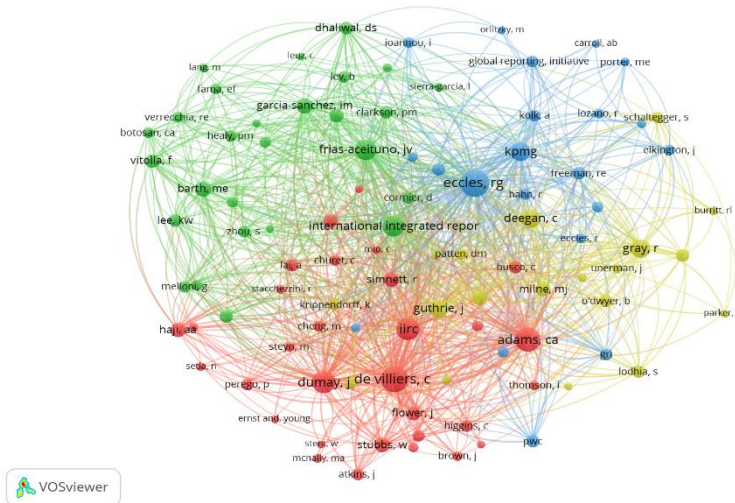 dhaliwal, ds
orlitzky, m
ioannou, i
carroll, ab
leuz, c
global reporting, initiative
porter, me
lang, m
lev, b
fama, ef
sierra-garcia, l
garcia-sanchez, im
clarkson, pm
kolk, a
lozano, r
schaltegger, s
verrecchia, re
botosan, ca
healy, pm
vitolla, f
frias-aceituno, jv
kpmg
elkington, j
freeman, re
barth, me
eccles, rg
cormier, d
hahn, r
burritt, rl
lee, kw
zhou, s
international integrated repor
deegan, c
eccles, r
mio, c
patten, dm
gray, r
lai, a
churet, c
busco, c
unerman, j
melloni, g
stacchezzini, r
simnett, r
milne, mj
krippendorff, k
guthrie, j
o'dwyer, b
parker,
haji, aa
chong, m
iirc
adams, ca
steyn, m
gri
setia, n
perego, p
dumay, j
de villiers, c
thomson, i
lodhia, s
ernst and, young
flower, j
higgins, c
stent, w
stubbs, w
pwc
mcnally, ma
atkins, j
brown, j
VOSviewer